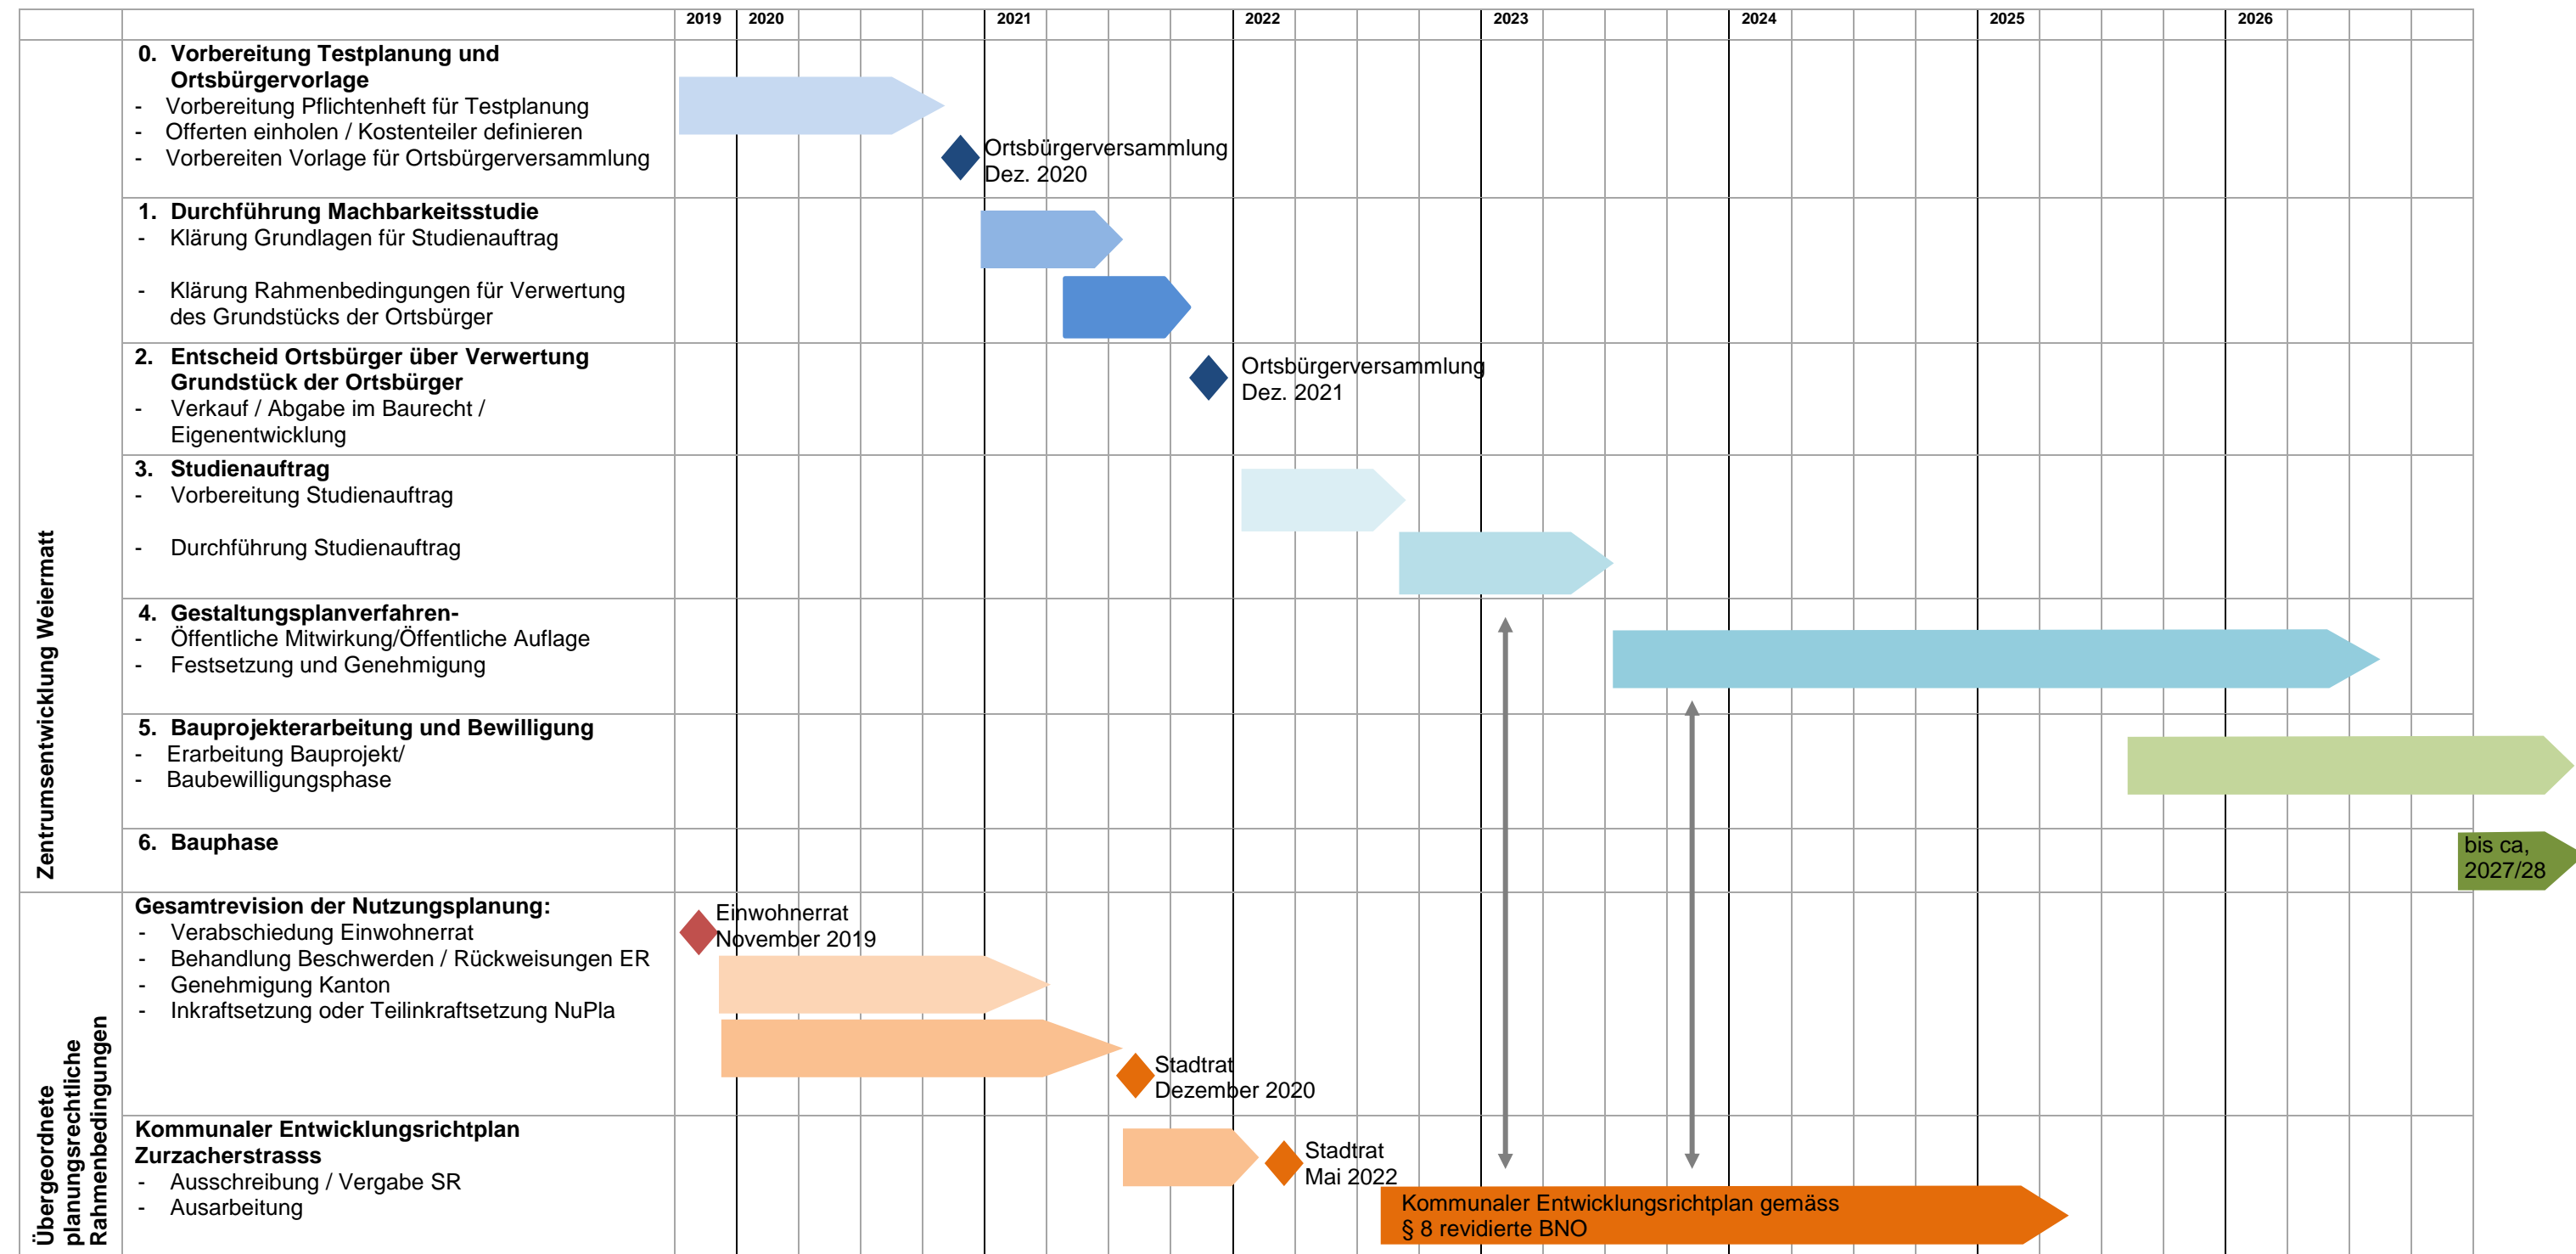 2019 2020 2021 2022 2023 2024 2025 2026
Zentrumsentwicklung Weiermatt
0. Vorbereitung Testplanung und
Ortsbürgervorlage
- Vorbereitung Pflichtenheft für Testplanung
- Offerten einholen / Kostenteiler definieren
- Vorbereiten Vorlage für Ortsbürgerversammlung
Ortsbürgerversammlung
Dez. 2020
1. Durchführung Machbarkeitsstudie
- Klärung Grundlagen für Studienauftrag
- Klärung Rahmenbedingungen für Verwertung
des Grundstücks der Ortsbürger
2. Entscheid Ortsbürger über Verwertung
Grundstück der Ortsbürger
- Verkauf / Abgabe im Baurecht /
Eigenentwicklung
Ortsbürgerversammlung
Dez. 2021
3. Studienauftrag
- Vorbereitung Studienauftrag
- Durchführung Studienauftrag
4. Gestaltungsplanverfahren-
- Öffentliche Mitwirkung/Öffentliche Auflage
- Festsetzung und Genehmigung
5. Bauprojekterarbeitung und Bewilligung
- Erarbeitung Bauprojekt/
- Baubewilligungsphase
6. Bauphase
bis ca,
2027/28
Übergeordnete
planungsrechtliche
Rahmenbedingungen
Gesamtrevision der Nutzungsplanung:
- Verabschiedung Einwohnerrat
- Behandlung Beschwerden / Rückweisungen ER
- Genehmigung Kanton
- Inkraftsetzung oder Teilinkraftsetzung NuPla
Einwohnerrat
November 2019
Stadtrat
Dezember 2020
Kommunaler Entwicklungsrichtplan
Zurzacherstrasss
- Ausschreibung / Vergabe SR
- Ausarbeitung
Stadtrat
Mai 2022
Kommunaler Entwicklungsrichtplan gemäss
§ 8 revidierte BNO